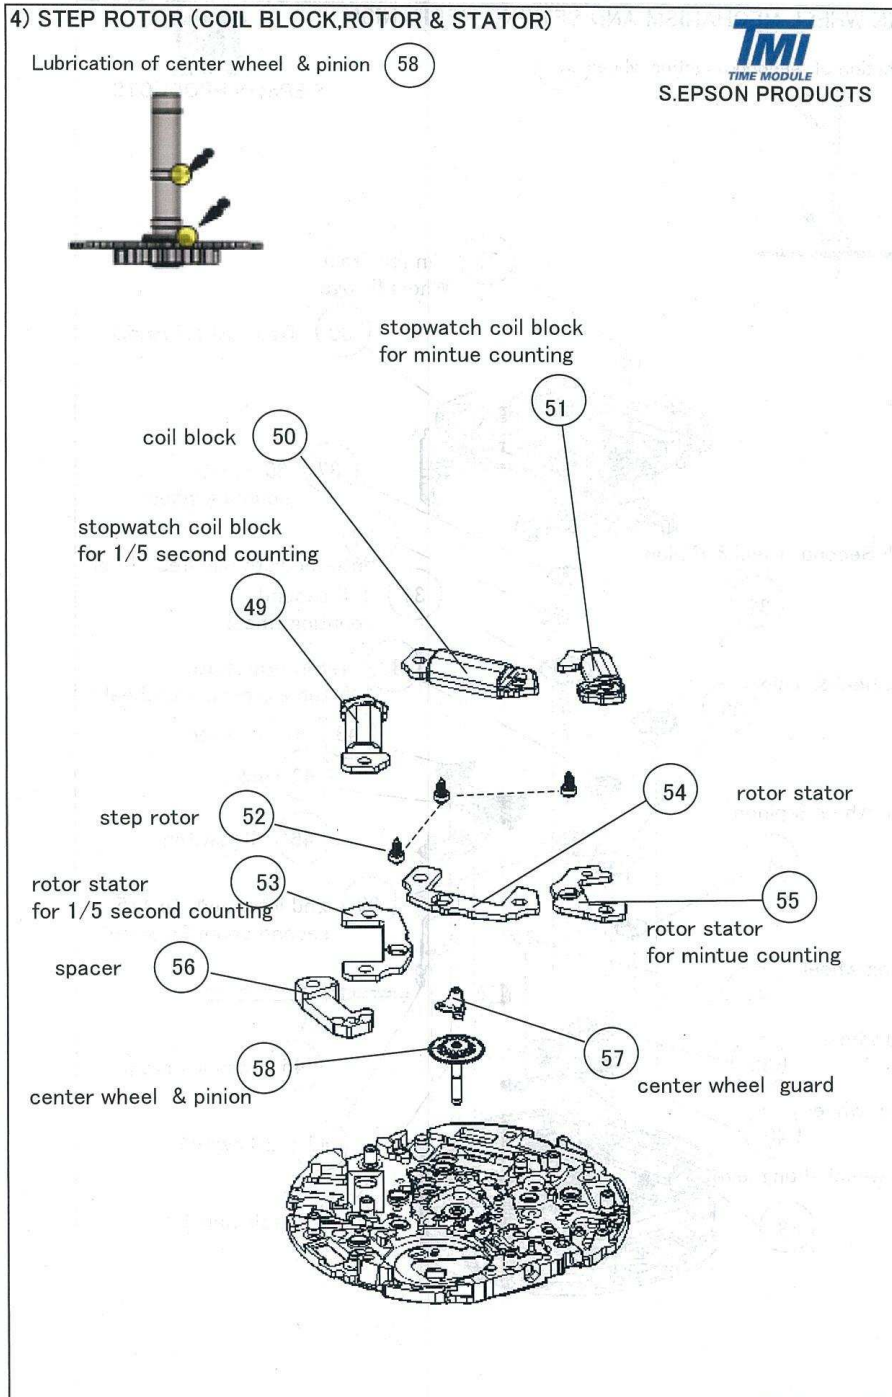 4) STEP ROTOR (COIL BLOCK,ROTOR & STATOR)
TMI
TIME MODULE
S.EPSON PRODUCTS
Lubrication of center wheel & pinion 58
stopwatch coil block
for mintue counting
51
coil block 50
stopwatch coil block
for 1/5 second counting
49
54 rotor stator
step rotor 52
rotor stator 53
for 1/5 second counting
55
rotor stator
for mintue counting
spacer 56
57
58
center wheel guard
center wheel & pinion